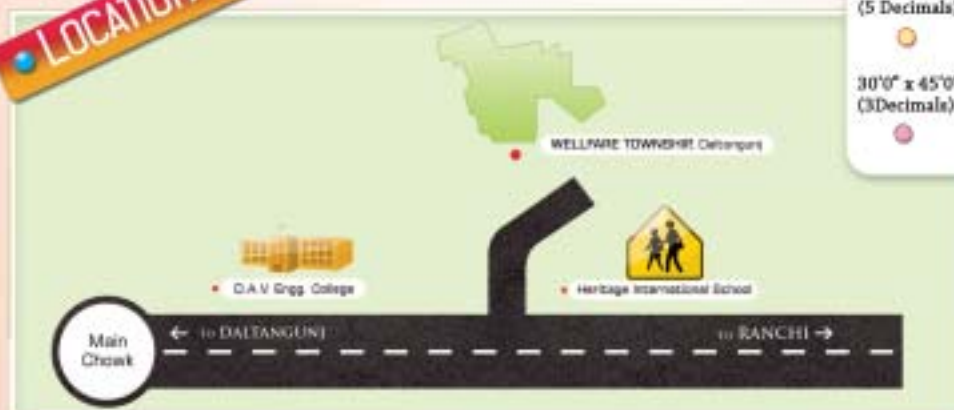 LOCATION
(5 Decimals)
30'0" x 45'0"
(3Decimals)
WELLFARE TOWNSHIP, Daltonganj
D.A.V. Engg. College
Heritage International School
Main
Chowk
← to DALTANGUNJ
to RANCHI →